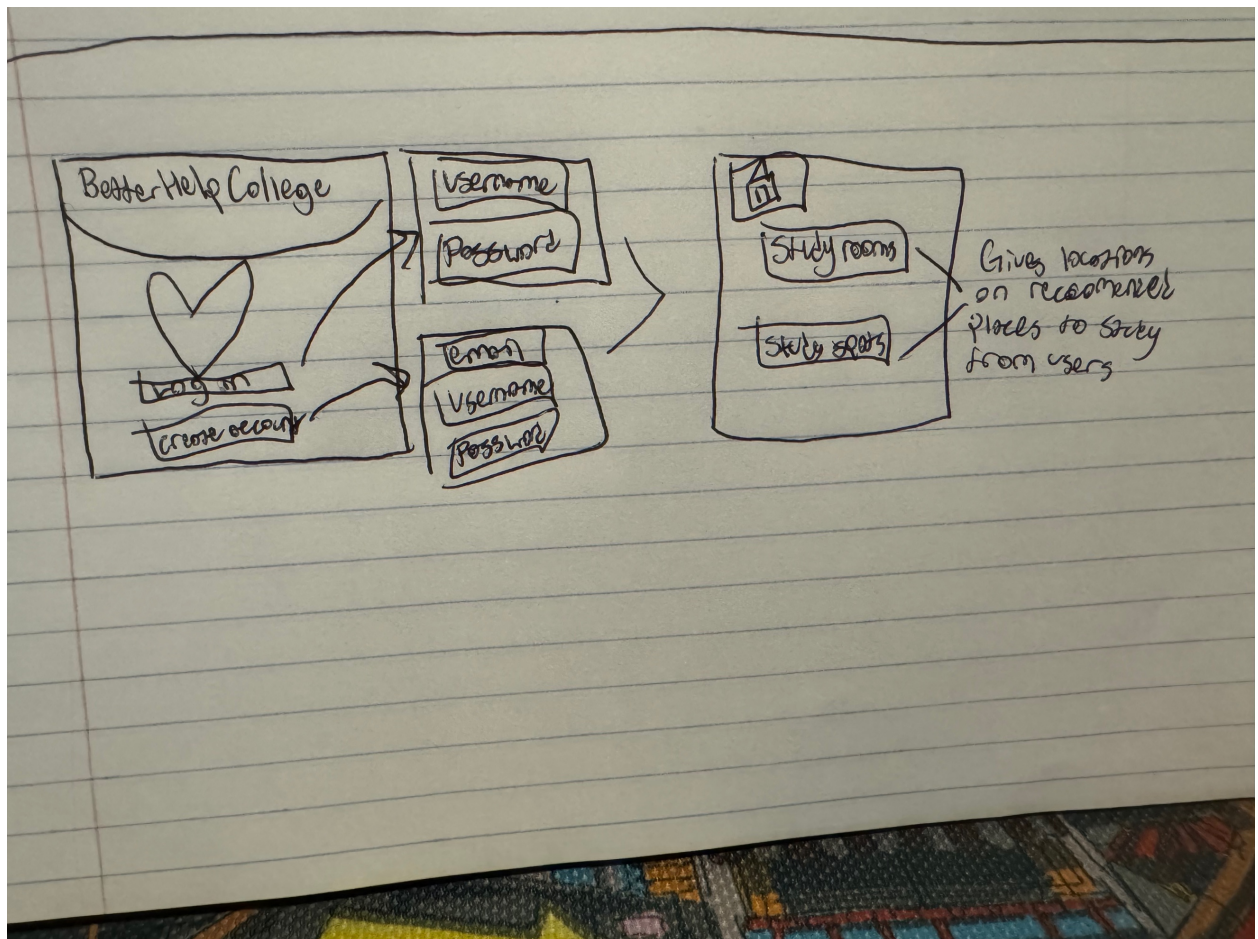 BetterHelp College
Log in
create account
Username
Password
email
Username
Password
Study rooms
Study spots
Gives locations
on recoomended
places to study
from users